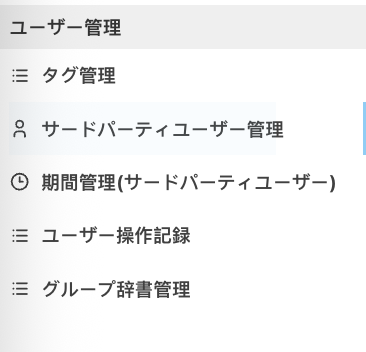 ユーザー管理
タグ管理
サードパーティユーザー管理
期間管理(サードパーティユーザー)
ユーザー操作記録
グループ辞書管理